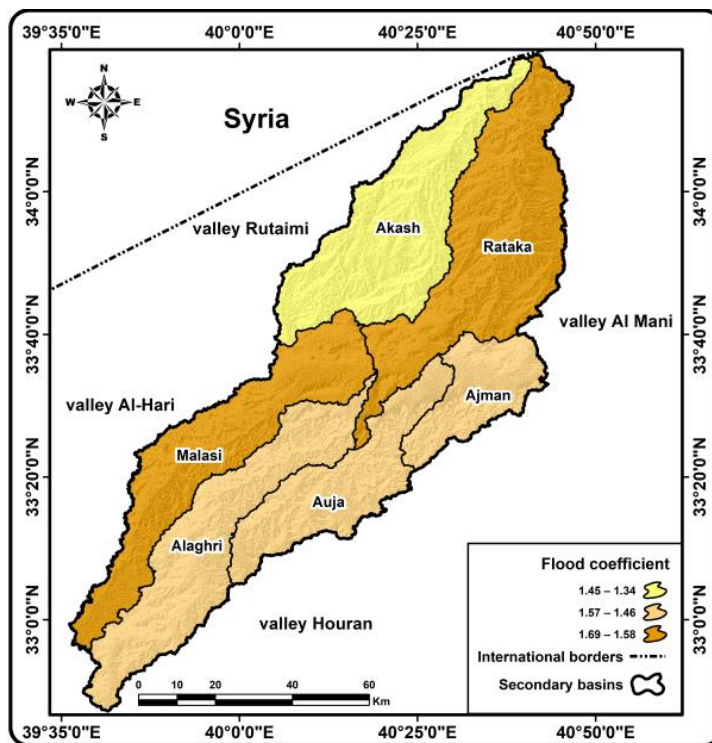 39°35'0"E 40°0'0"E 40°25'0"E 40°50'0"E
N
W E
S
Syria
34°0'0"N
34°0'0"N
valley Rutaimi
Akash
Rataka
33°40'0"N
33°40'0"N
valley Al Mani
valley Al-Hari
Ajman
Malasi
33°20'0"N
33°20'0"N
Auja
Alaghri
Flood coefficient
1.45 – 1.34
1.57 – 1.46
1.69 – 1.58
International borders
Secondary basins
33°0'0"N
33°0'0"N
valley Houran
0 10 20 40 60
Km
39°35'0"E 40°0'0"E 40°25'0"E 40°50'0"E